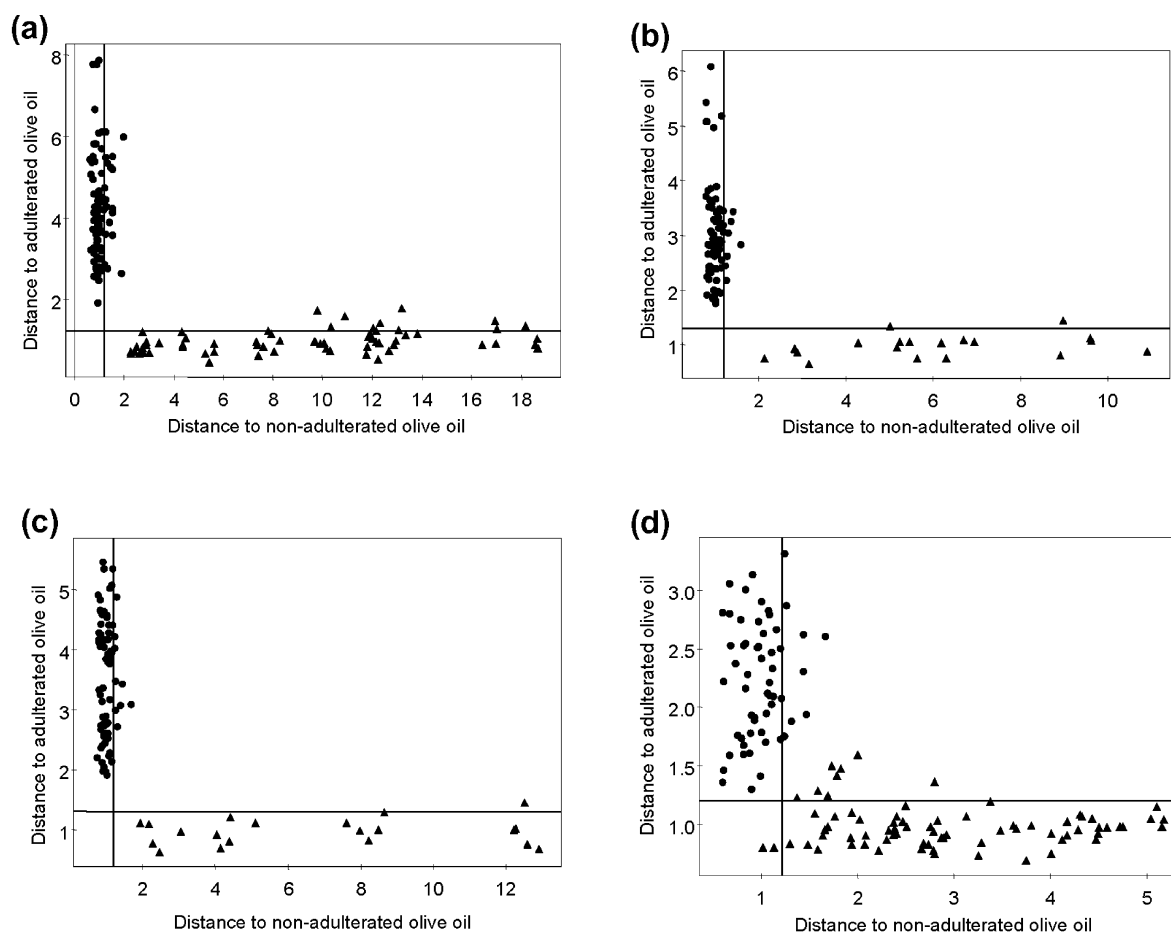 (a)
Distance to adulterated olive oil
8
6
4
2
0 2 4 6 8 10 12 14 16 18
Distance to non-adulterated olive oil
(b)
Distance to adulterated olive oil
6
5
4
3
2
1
2 4 6 8 10
Distance to non-adulterated olive oil
(c)
Distance to adulterated olive oil
5
4
3
2
1
2 4 6 8 10 12
Distance to non-adulterated olive oil
(d)
Distance to adulterated olive oil
3.0
2.5
2.0
1.5
1.0
1 2 3 4 5
Distance to non-adulterated olive oil